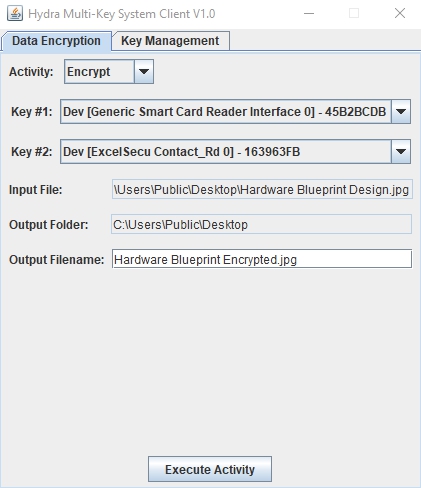 Hydra Multi-Key System Client V1.0
Data Encryption Key Management
Activity: Encrypt
Key #1: Dev [Generic Smart Card Reader Interface 0] - 45B2BCDB
Key #2: Dev [ExcelSecu Contact_Rd 0] - 163963FB
Input File: \Users\Public\Desktop\Hardware Blueprint Design.jpg
Output Folder: C:\Users\Public\Desktop
Output Filename: Hardware Blueprint Encrypted.jpg
Execute Activity